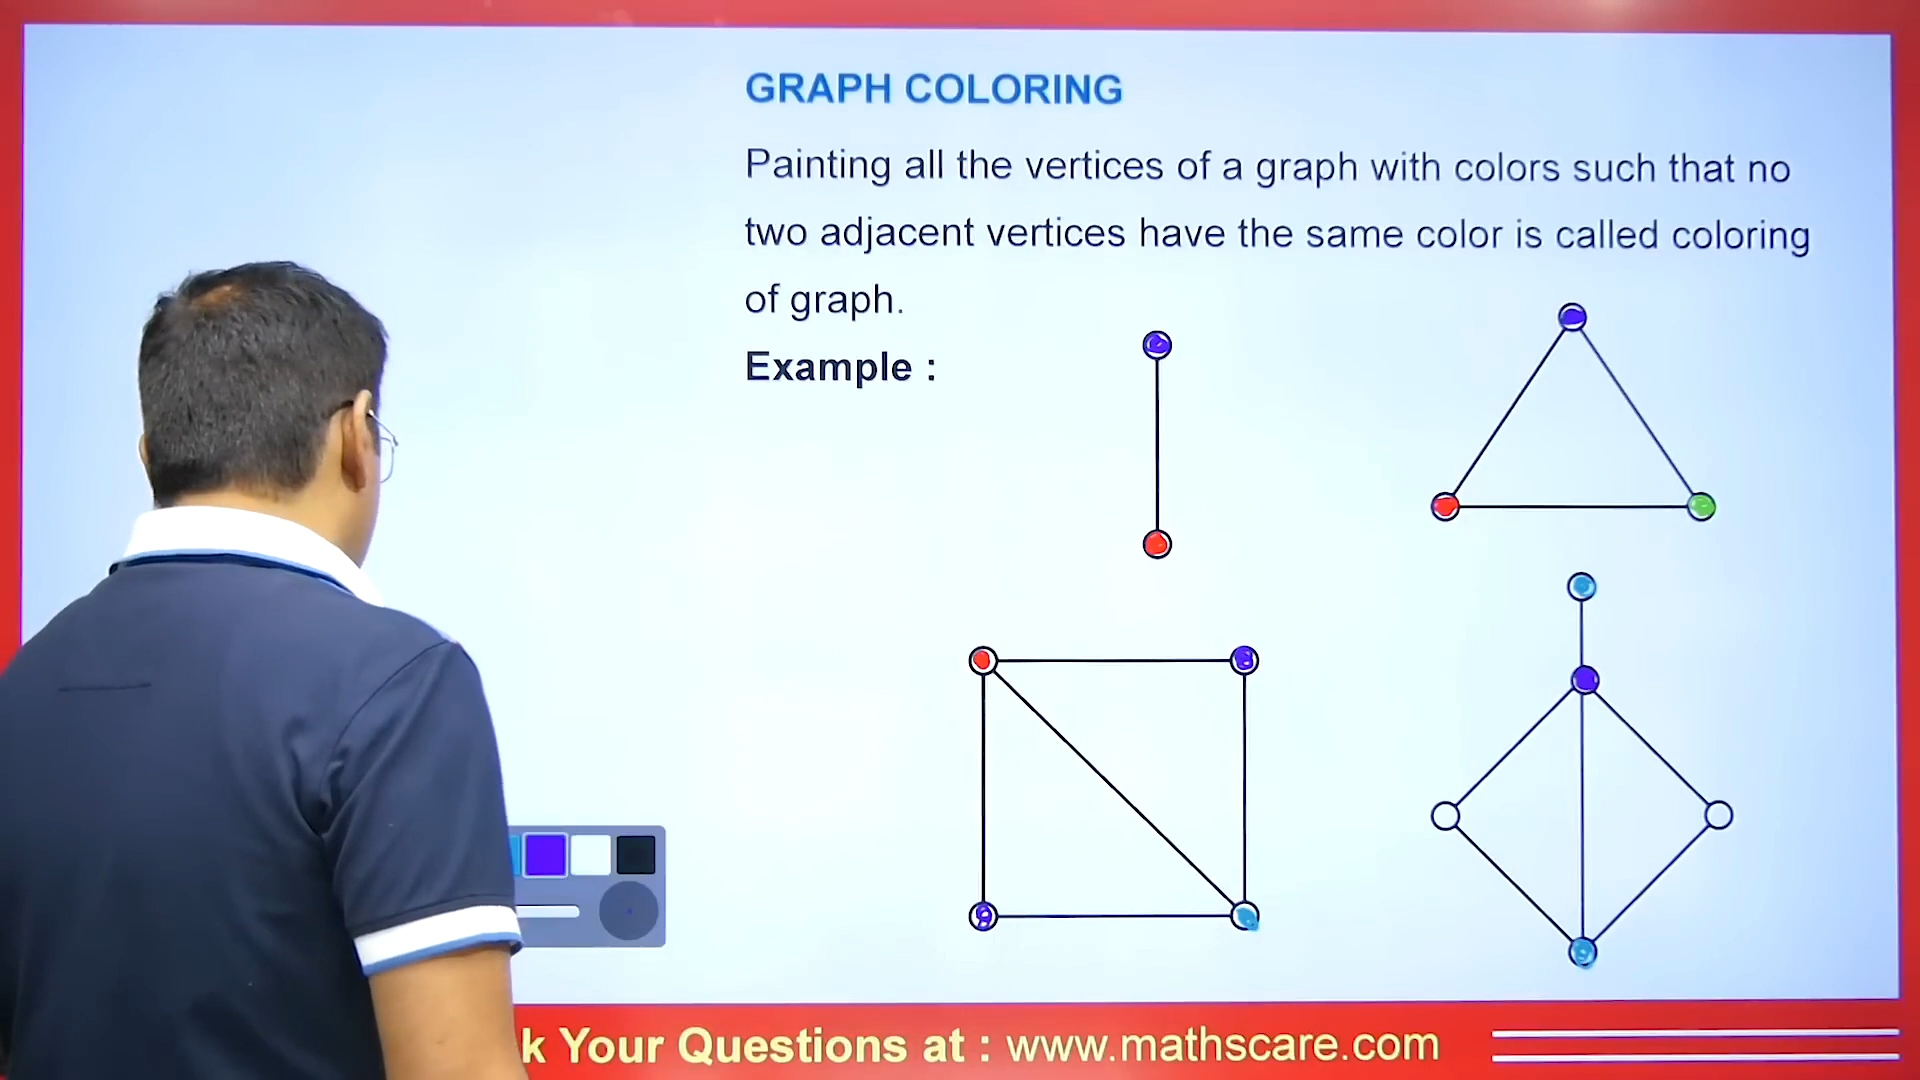 GRAPH COLORING
Painting all the vertices of a graph with colors such that no
two adjacent vertices have the same color is called coloring
of graph.
Example :
k Your Questions at : www.mathscare.com